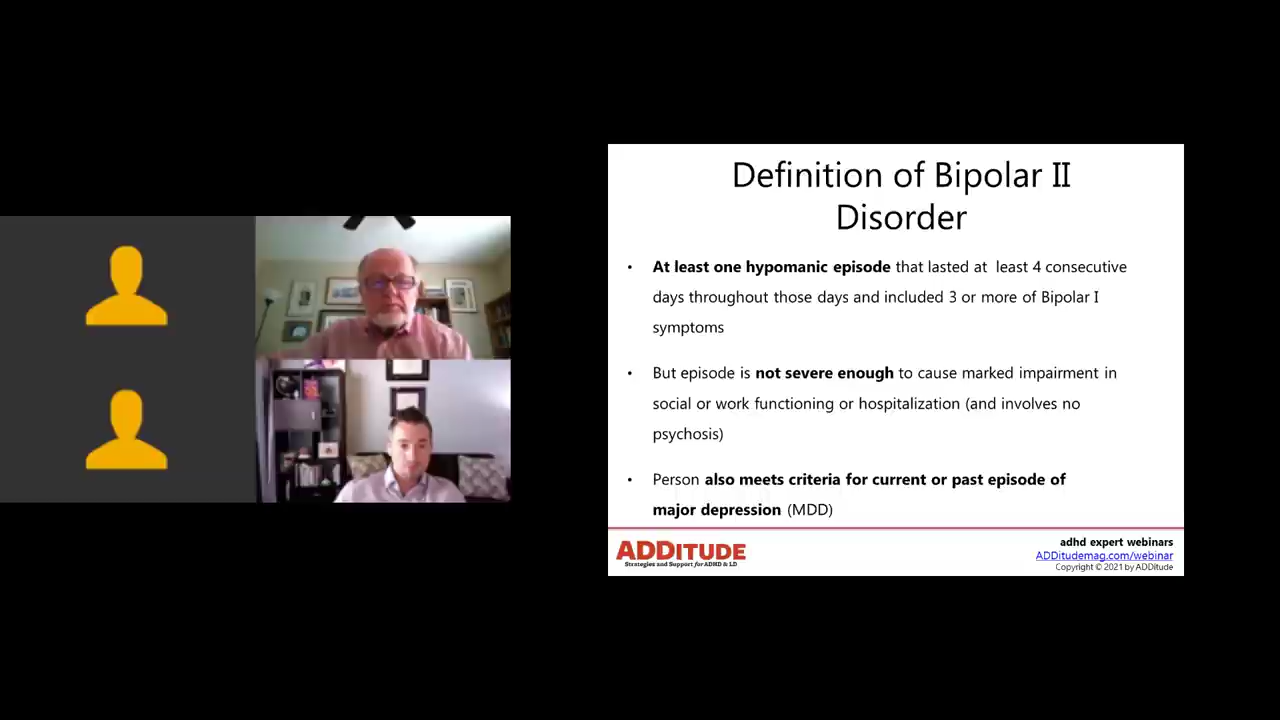 Definition of Bipolar II
Disorder
• At least one hypomanic episode that lasted at least 4 consecutive
days throughout those days and included 3 or more of Bipolar I
symptoms
• But episode is not severe enough to cause marked impairment in
social or work functioning or hospitalization (and involves no
psychosis)
• Person also meets criteria for current or past episode of
major depression (MDD)
ADDITUDE
Strategies and Support for ADHD & LD
adhd expert webinars
ADDitudemag.com/webinar
Copyright © 2021 by ADDitude